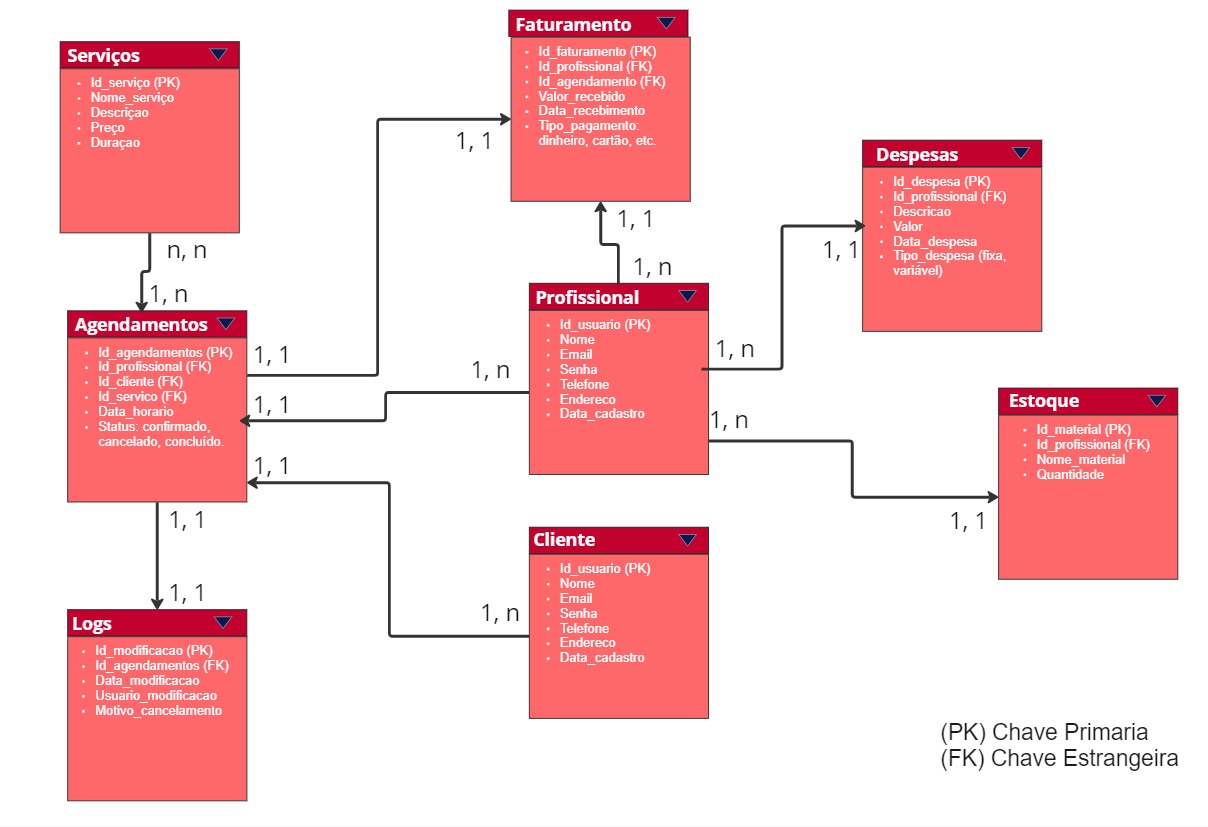 Serviços
Id_serviço (PK)
Nome_serviço
Descriçao
Preço
Duraçao
n, n
1, n
Faturamento
Id_faturamento (PK)
Id_profissional (FK)
Id_agendamento (FK)
Valor_recebido
Data_recebimento
Tipo_pagamento:
dinheiro, cartão, etc.
1, 1
1, 1
1, n
Despesas
Id_despesa (PK)
Id_profissional (FK)
Descricao
Valor
Data_despesa
Tipo_despesa (fixa,
variável)
1, 1
Agendamentos
Id_agendamentos (PK)
Id_profissional (FK)
Id_cliente (FK)
Id_servico (FK)
Data_horario
Status: confirmado,
cancelado, concluído.
1, 1
1, 1
1, 1
1, 1
1, 1
Profissional
Id_usuario (PK)
Nome
Email
Senha
Telefone
Endereco
Data_cadastro
1, n
1, n
1, n
Estoque
Id_material (PK)
Id_profissional (FK)
Nome_material
Quantidade
1, 1
Cliente
Id_usuario (PK)
Nome
Email
Senha
Telefone
Endereco
Data_cadastro
1, n
Logs
Id_modificacao (PK)
Id_agendamentos (FK)
Data_modificacao
Usuario_modificacao
Motivo_cancelamento
(PK) Chave Primaria
(FK) Chave Estrangeira